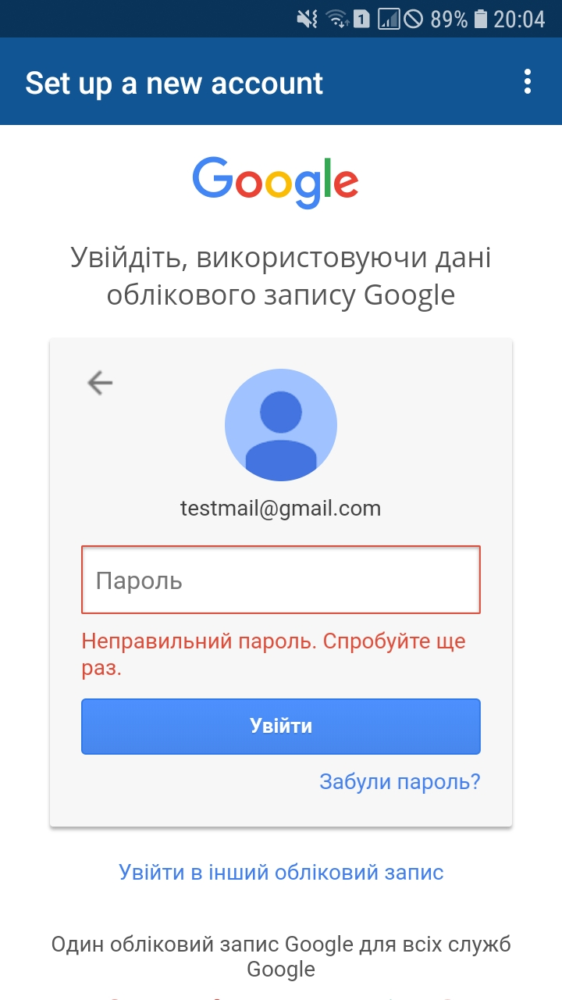 89% 20:04
Set up a new account
Google
Увійдіть, використовуючи дані
облікового запису Google
testmail@gmail.com
Пароль
Неправильний пароль. Спробуйте ще
раз.
Увійти
Забули пароль?
Увійти в інший обліковий запис
Один обліковий запис Google для всіх служб
Google